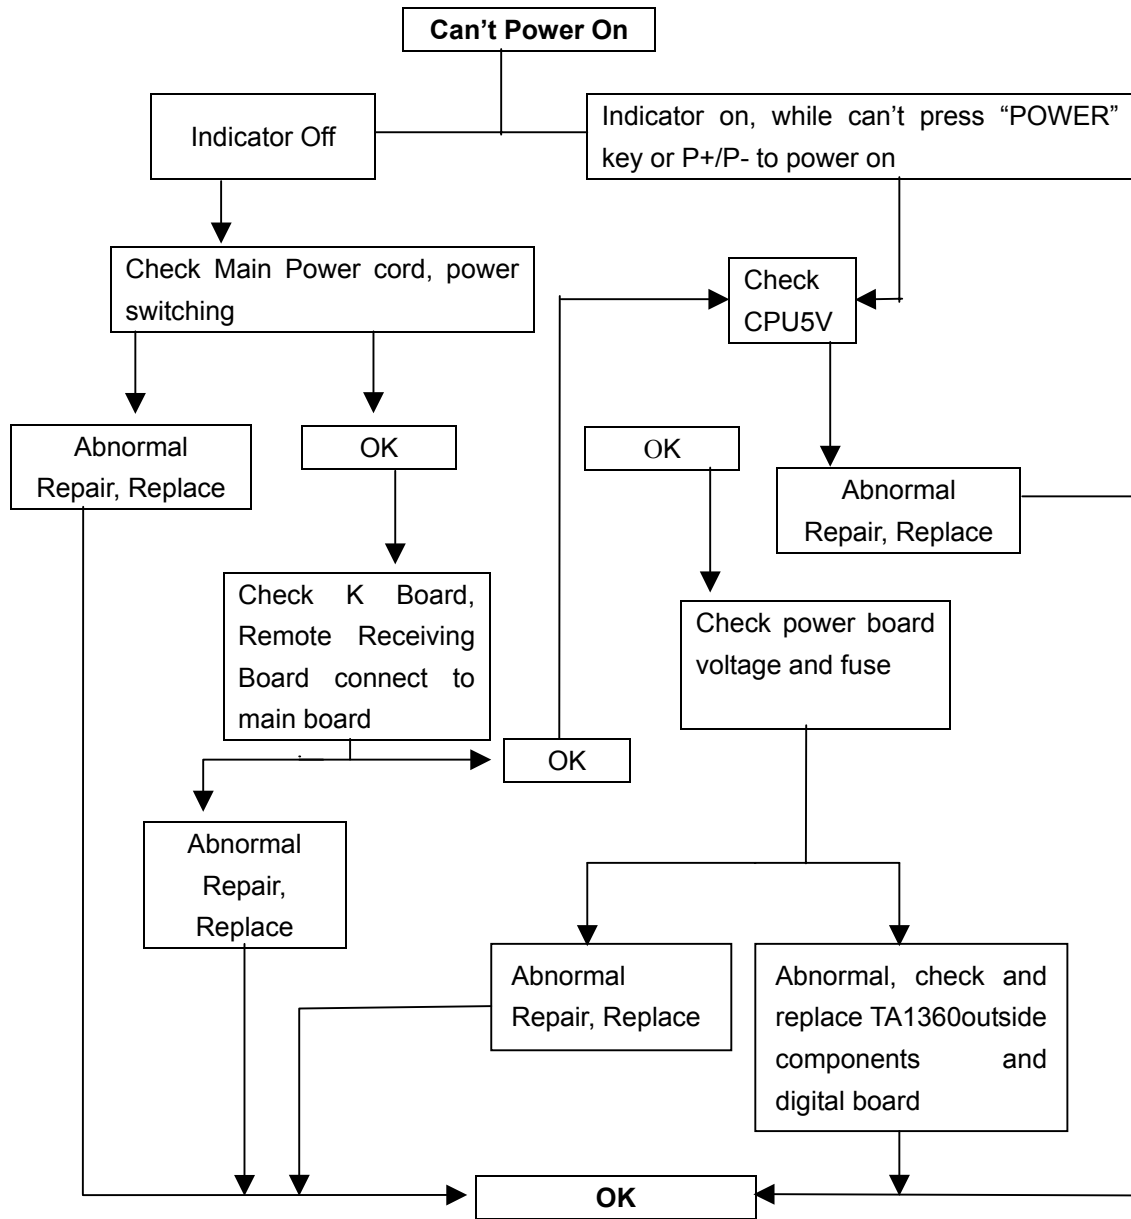 Can’t Power On
Indicator Off
Indicator on, while can’t press “POWER”
key or P+/P- to power on
Check Main Power cord, power
switching
Check
CPU5V
Abnormal
Repair, Replace
OK
OK
Abnormal
Repair, Replace
Check K Board,
Remote Receiving
Board connect to
main board
Check power board
voltage and fuse
OK
Abnormal
Repair,
Replace
Abnormal
Repair, Replace
Abnormal, check and
replace TA1360outside
components and
digital board
OK